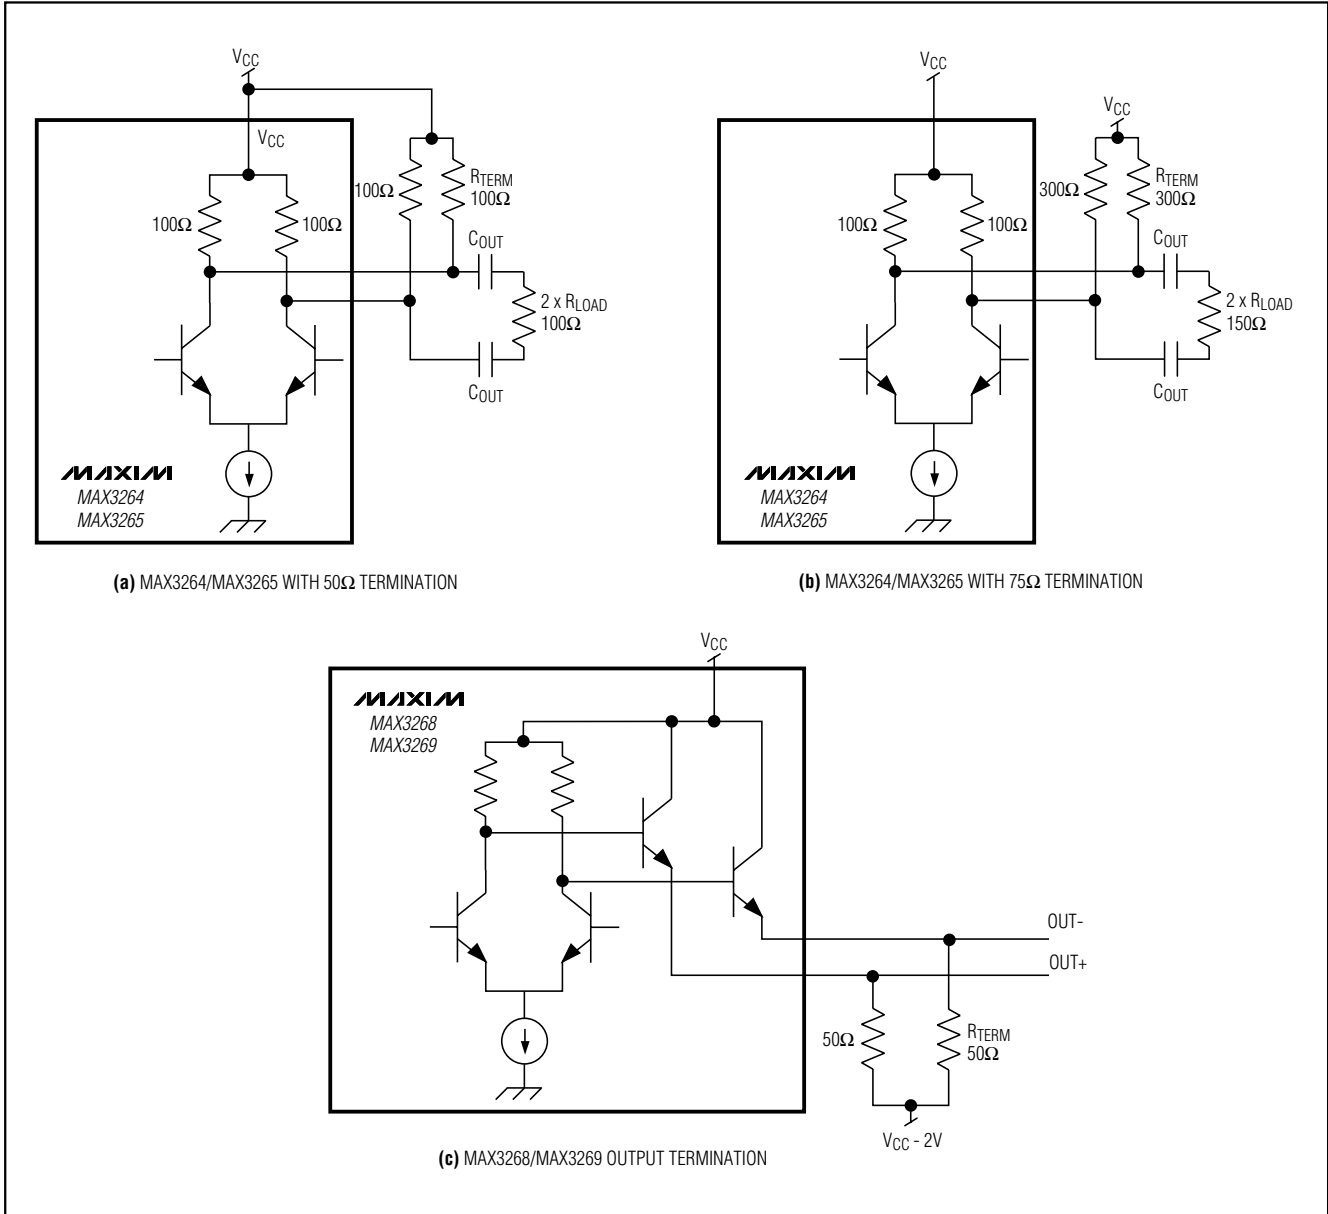 VCC
VCC
100Ω
100Ω
100Ω
RTERM
100Ω
COUT
2 x RLOAD
100Ω
COUT
MAXIM
MAX3264
MAX3265
(a) MAX3264/MAX3265 WITH 50Ω TERMINATION
VCC
VCC
100Ω
100Ω
300Ω
RTERM
300Ω
COUT
2 x RLOAD
150Ω
COUT
MAXIM
MAX3264
MAX3265
(b) MAX3264/MAX3265 WITH 75Ω TERMINATION
VCC
MAXIM
MAX3268
MAX3269
OUT-
OUT+
50Ω
RTERM
50Ω
VCC - 2V
(c) MAX3268/MAX3269 OUTPUT TERMINATION